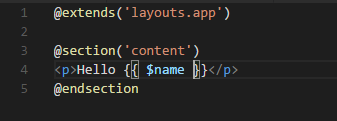 1 @extends('layouts.app')
2
3 @section('content')
4 <p>Hello {{ $name }}</p>
5 @endsection